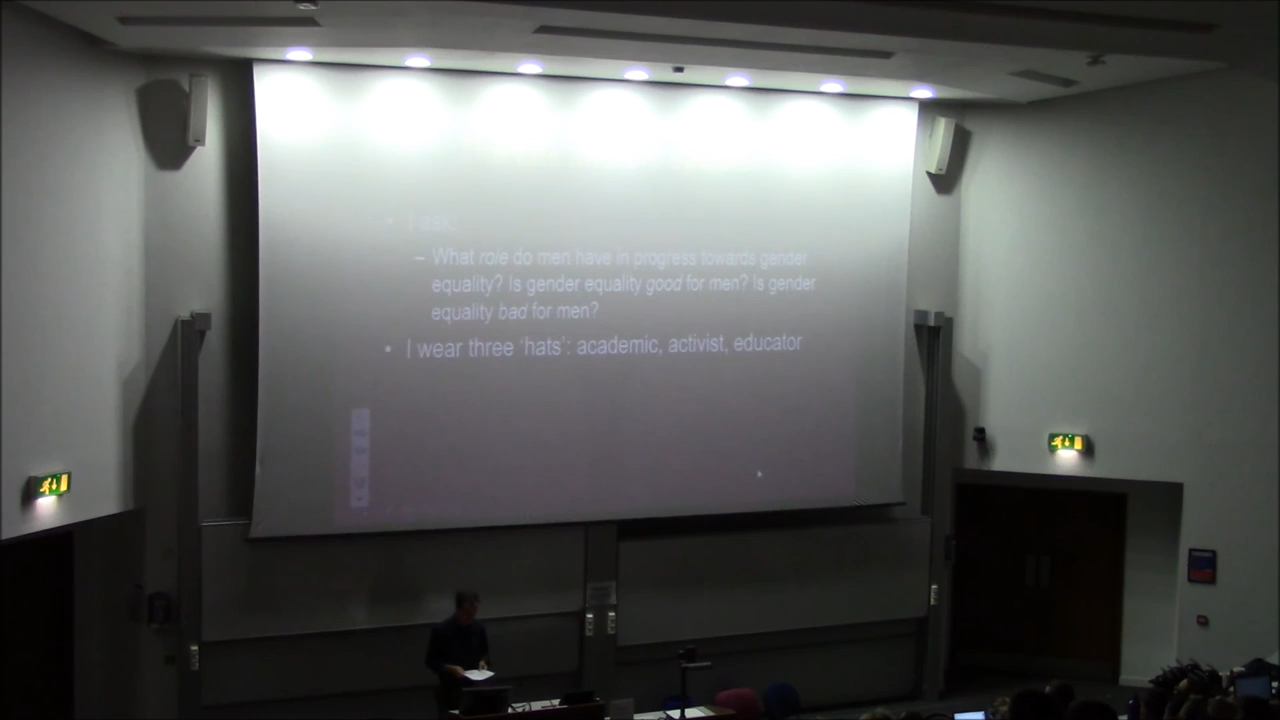 • I ask:
– What role do men have in progress towards gender
equality? Is gender equality good for men? Is gender
equality bad for men?
• I wear three ‘hats’: academic, activist, educator